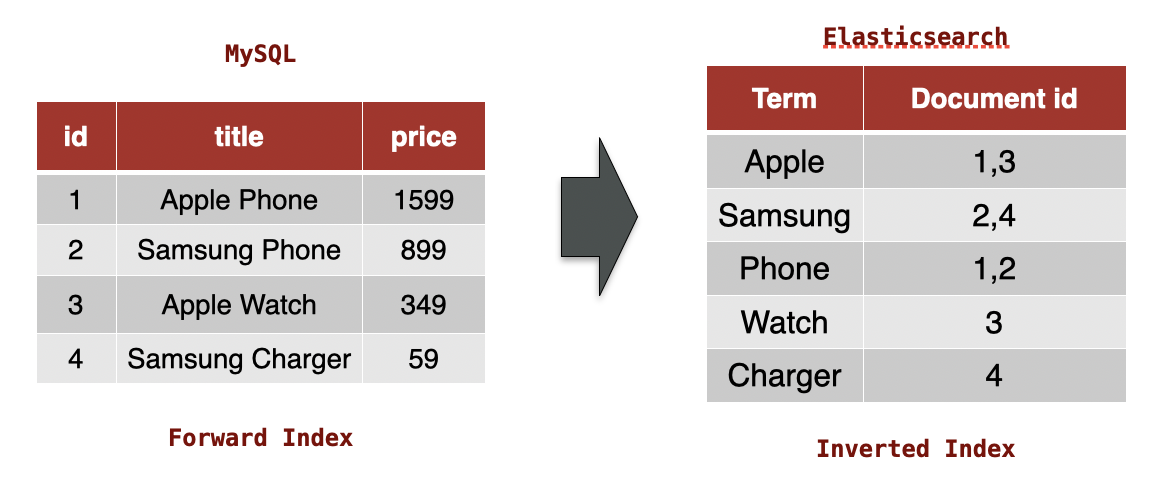 MySQL
id title price
1 Apple Phone 1599
2 Samsung Phone 899
3 Apple Watch 349
4 Samsung Charger 59
Forward Index
Elasticsearch
Term Document id
Apple 1,3
Samsung 2,4
Phone 1,2
Watch 3
Charger 4
Inverted Index